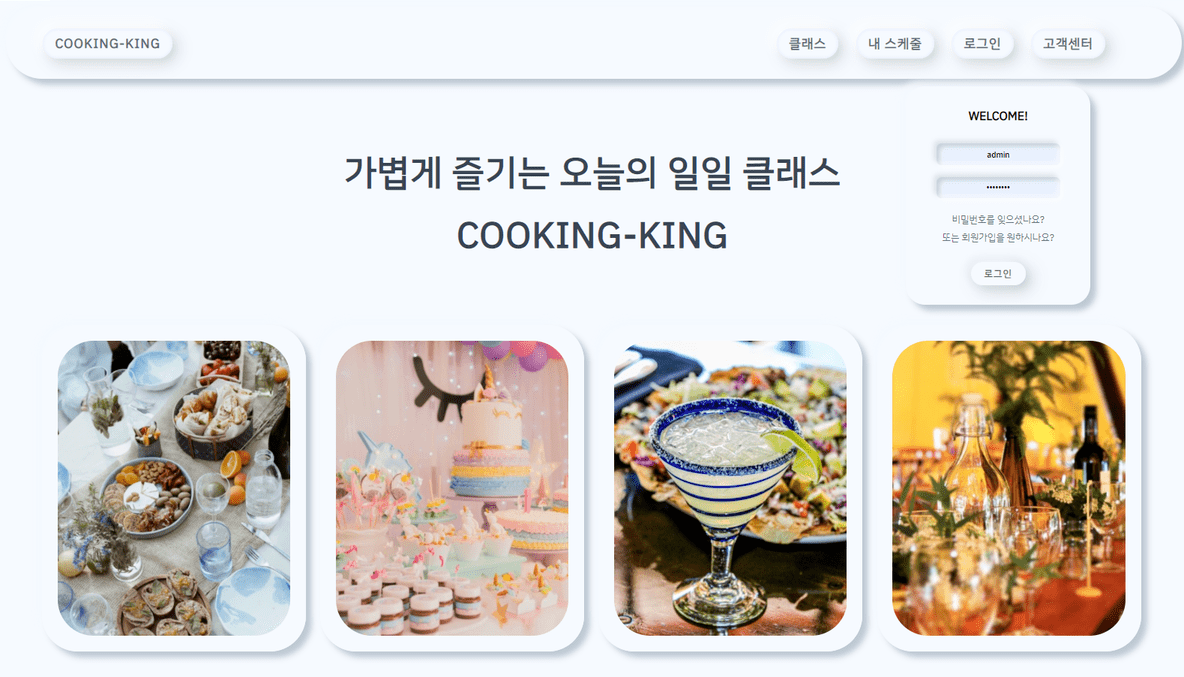 COOKING-KING
클래스
내 스케줄
로그인
고객센터
WELCOME!
admin
••••••••
비밀번호를 잊으셨나요?
또는 회원가입을 원하시나요?
로그인
가볍게 즐기는 오늘의 일일 클래스
COOKING-KING